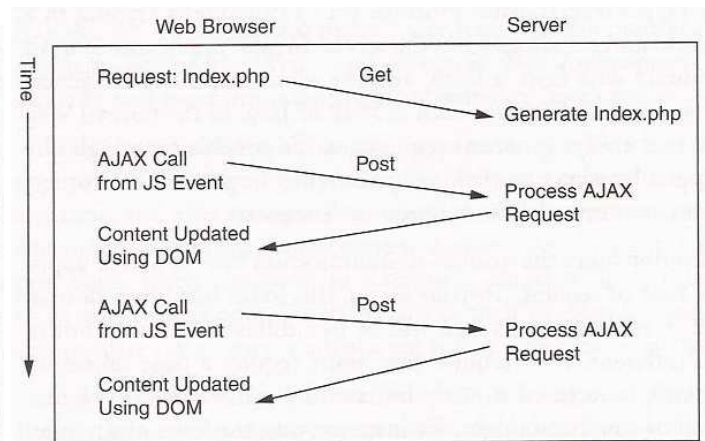 Web Browser
Server
Time
Request: Index.php
Get
Generate Index.php
AJAX Call
from JS Event
Post
Process AJAX
Request
Content Updated
Using DOM
AJAX Call
from JS Event
Post
Process AJAX
Request
Content Updated
Using DOM